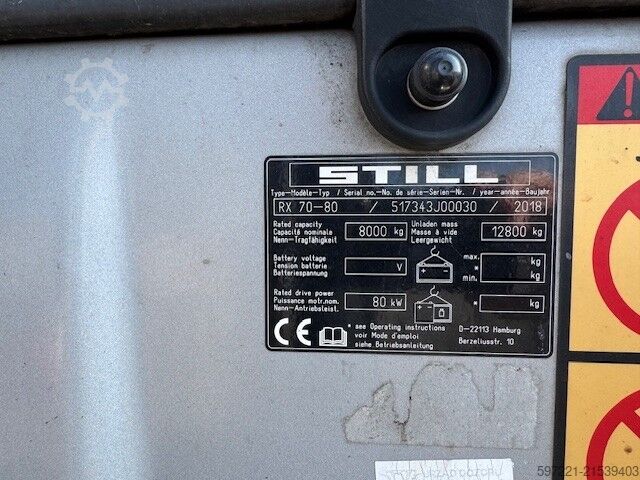 STILL
Type-Modèle-Typ / Serial no.-No. de série-Serien-Nr. / year-année-Baujahr
RX 70-80 / 517343J00030 / 2018
Rated capacity
Capacité nominale
Nenn-Tragfähigkeit
8000 kg
Unladen mass
Masse à vide
Leergewicht
12800 kg
Battery voltage
Tension batterie
Batteriespannung
V
max. kg
*
min. kg
Rated drive power
Puissance motr.nom.
Nenn-Antriebsleist.
80 kW
* kg
CE
* see Operating instructions
voir Mode d'emploi
siehe Betriebsanleitung
D-22113 Hamburg
Berzeliusstr. 10
597221-21539403